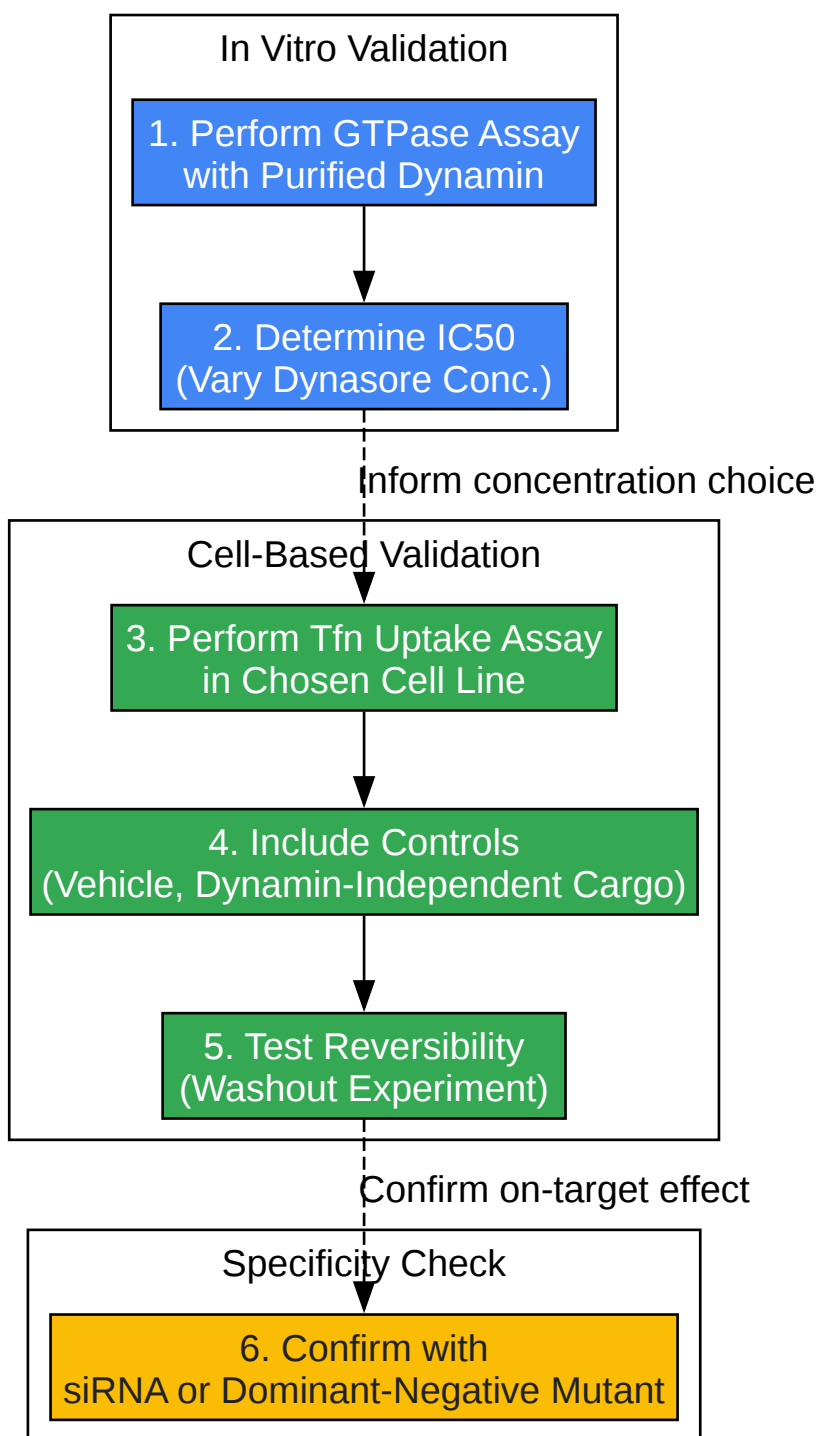 In Vitro Validation
1. Perform GTPase Assay
with Purified Dynamin
2. Determine IC50
(Vary Dynasore Conc.)
Inform concentration choice
Cell-Based Validation
3. Perform Tfn Uptake Assay
in Chosen Cell Line
4. Include Controls
(Vehicle, Dynamin-Independent Cargo)
5. Test Reversibility
(Washout Experiment)
Confirm on-target effect
Specificity Check
6. Confirm with
siRNA or Dominant-Negative Mutant